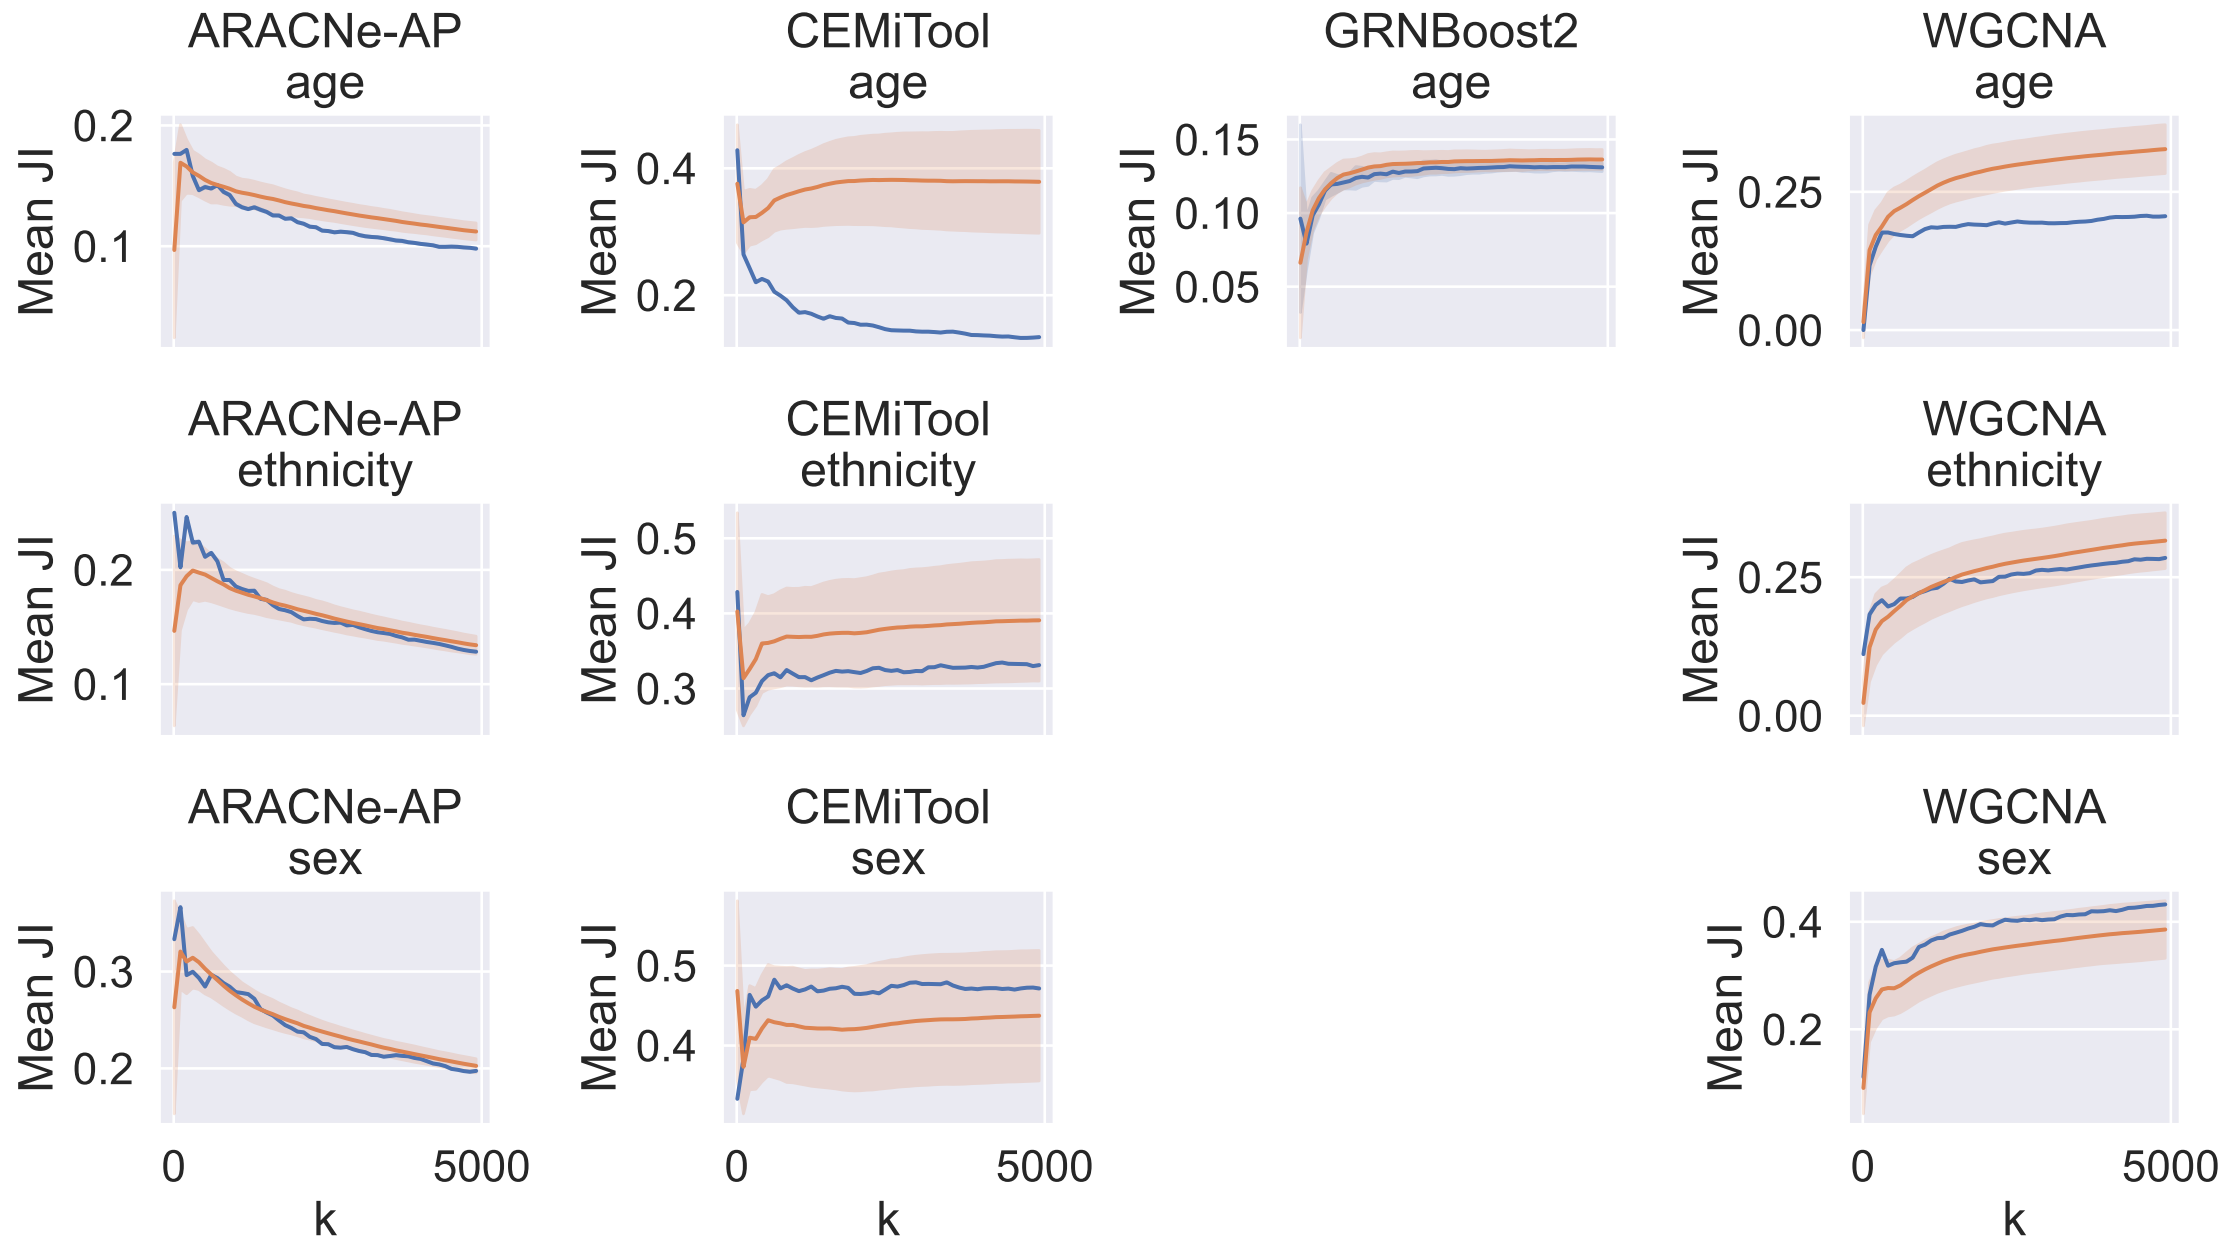 ARACNe-AP
age
CEMiTool
age
GRNBoost2
age
WGCNA
age
Mean JI
0.2
0.1
Mean JI
0.4
0.2
Mean JI
0.15
0.10
0.05
Mean JI
0.25
0.00
ARACNe-AP
ethnicity
CEMiTool
ethnicity
WGCNA
ethnicity
Mean JI
0.2
0.1
Mean JI
0.5
0.4
0.3
Mean JI
0.25
0.00
ARACNe-AP
sex
CEMiTool
sex
WGCNA
sex
Mean JI
0.3
0.2
Mean JI
0.5
0.4
Mean JI
0.4
0.2
0 5000
k
0 5000
k
0 5000
k